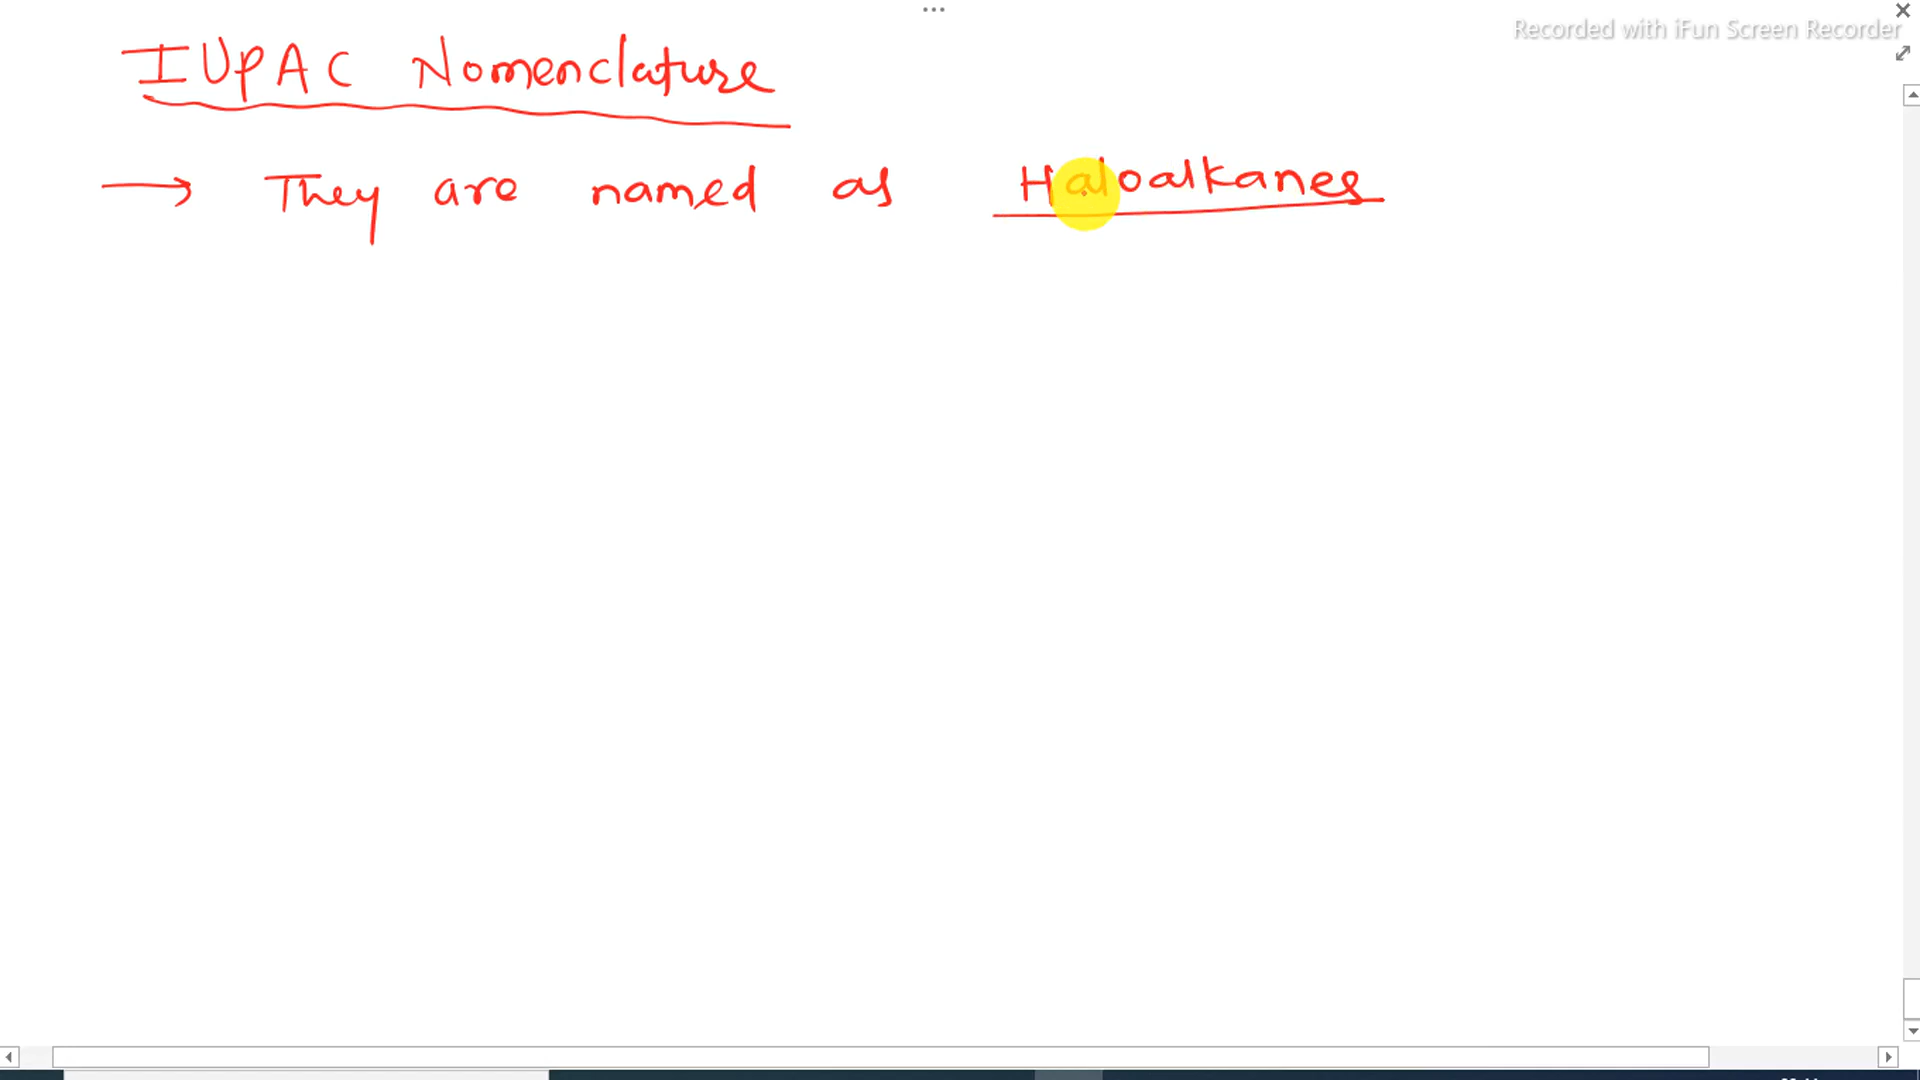 Recorded with iFun Screen Recorder
IUPAC Nomenclature
→ They are named as Haloalkanes